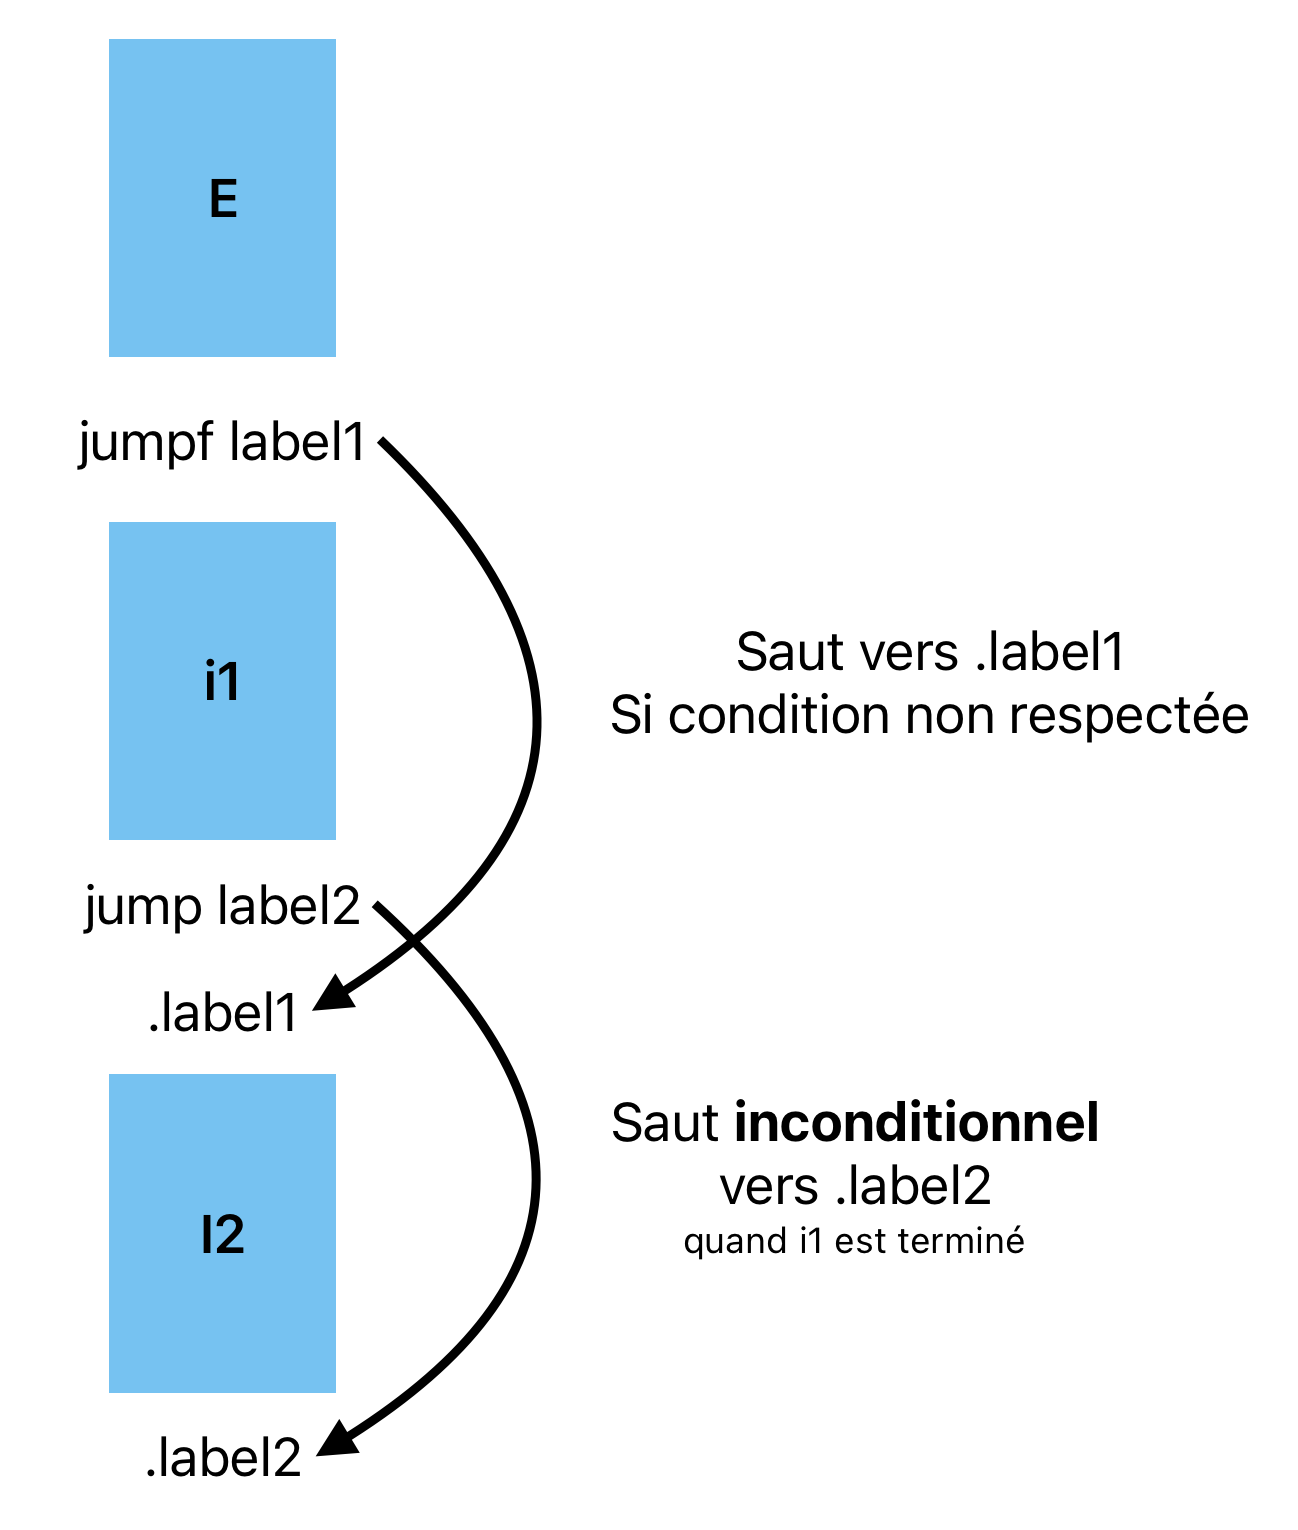 E
jumpf label1
i1
Saut vers .label1
Si condition non respectée
jump label2
.label1
I2
Saut inconditionnel
vers .label2
quand i1 est terminé
.label2